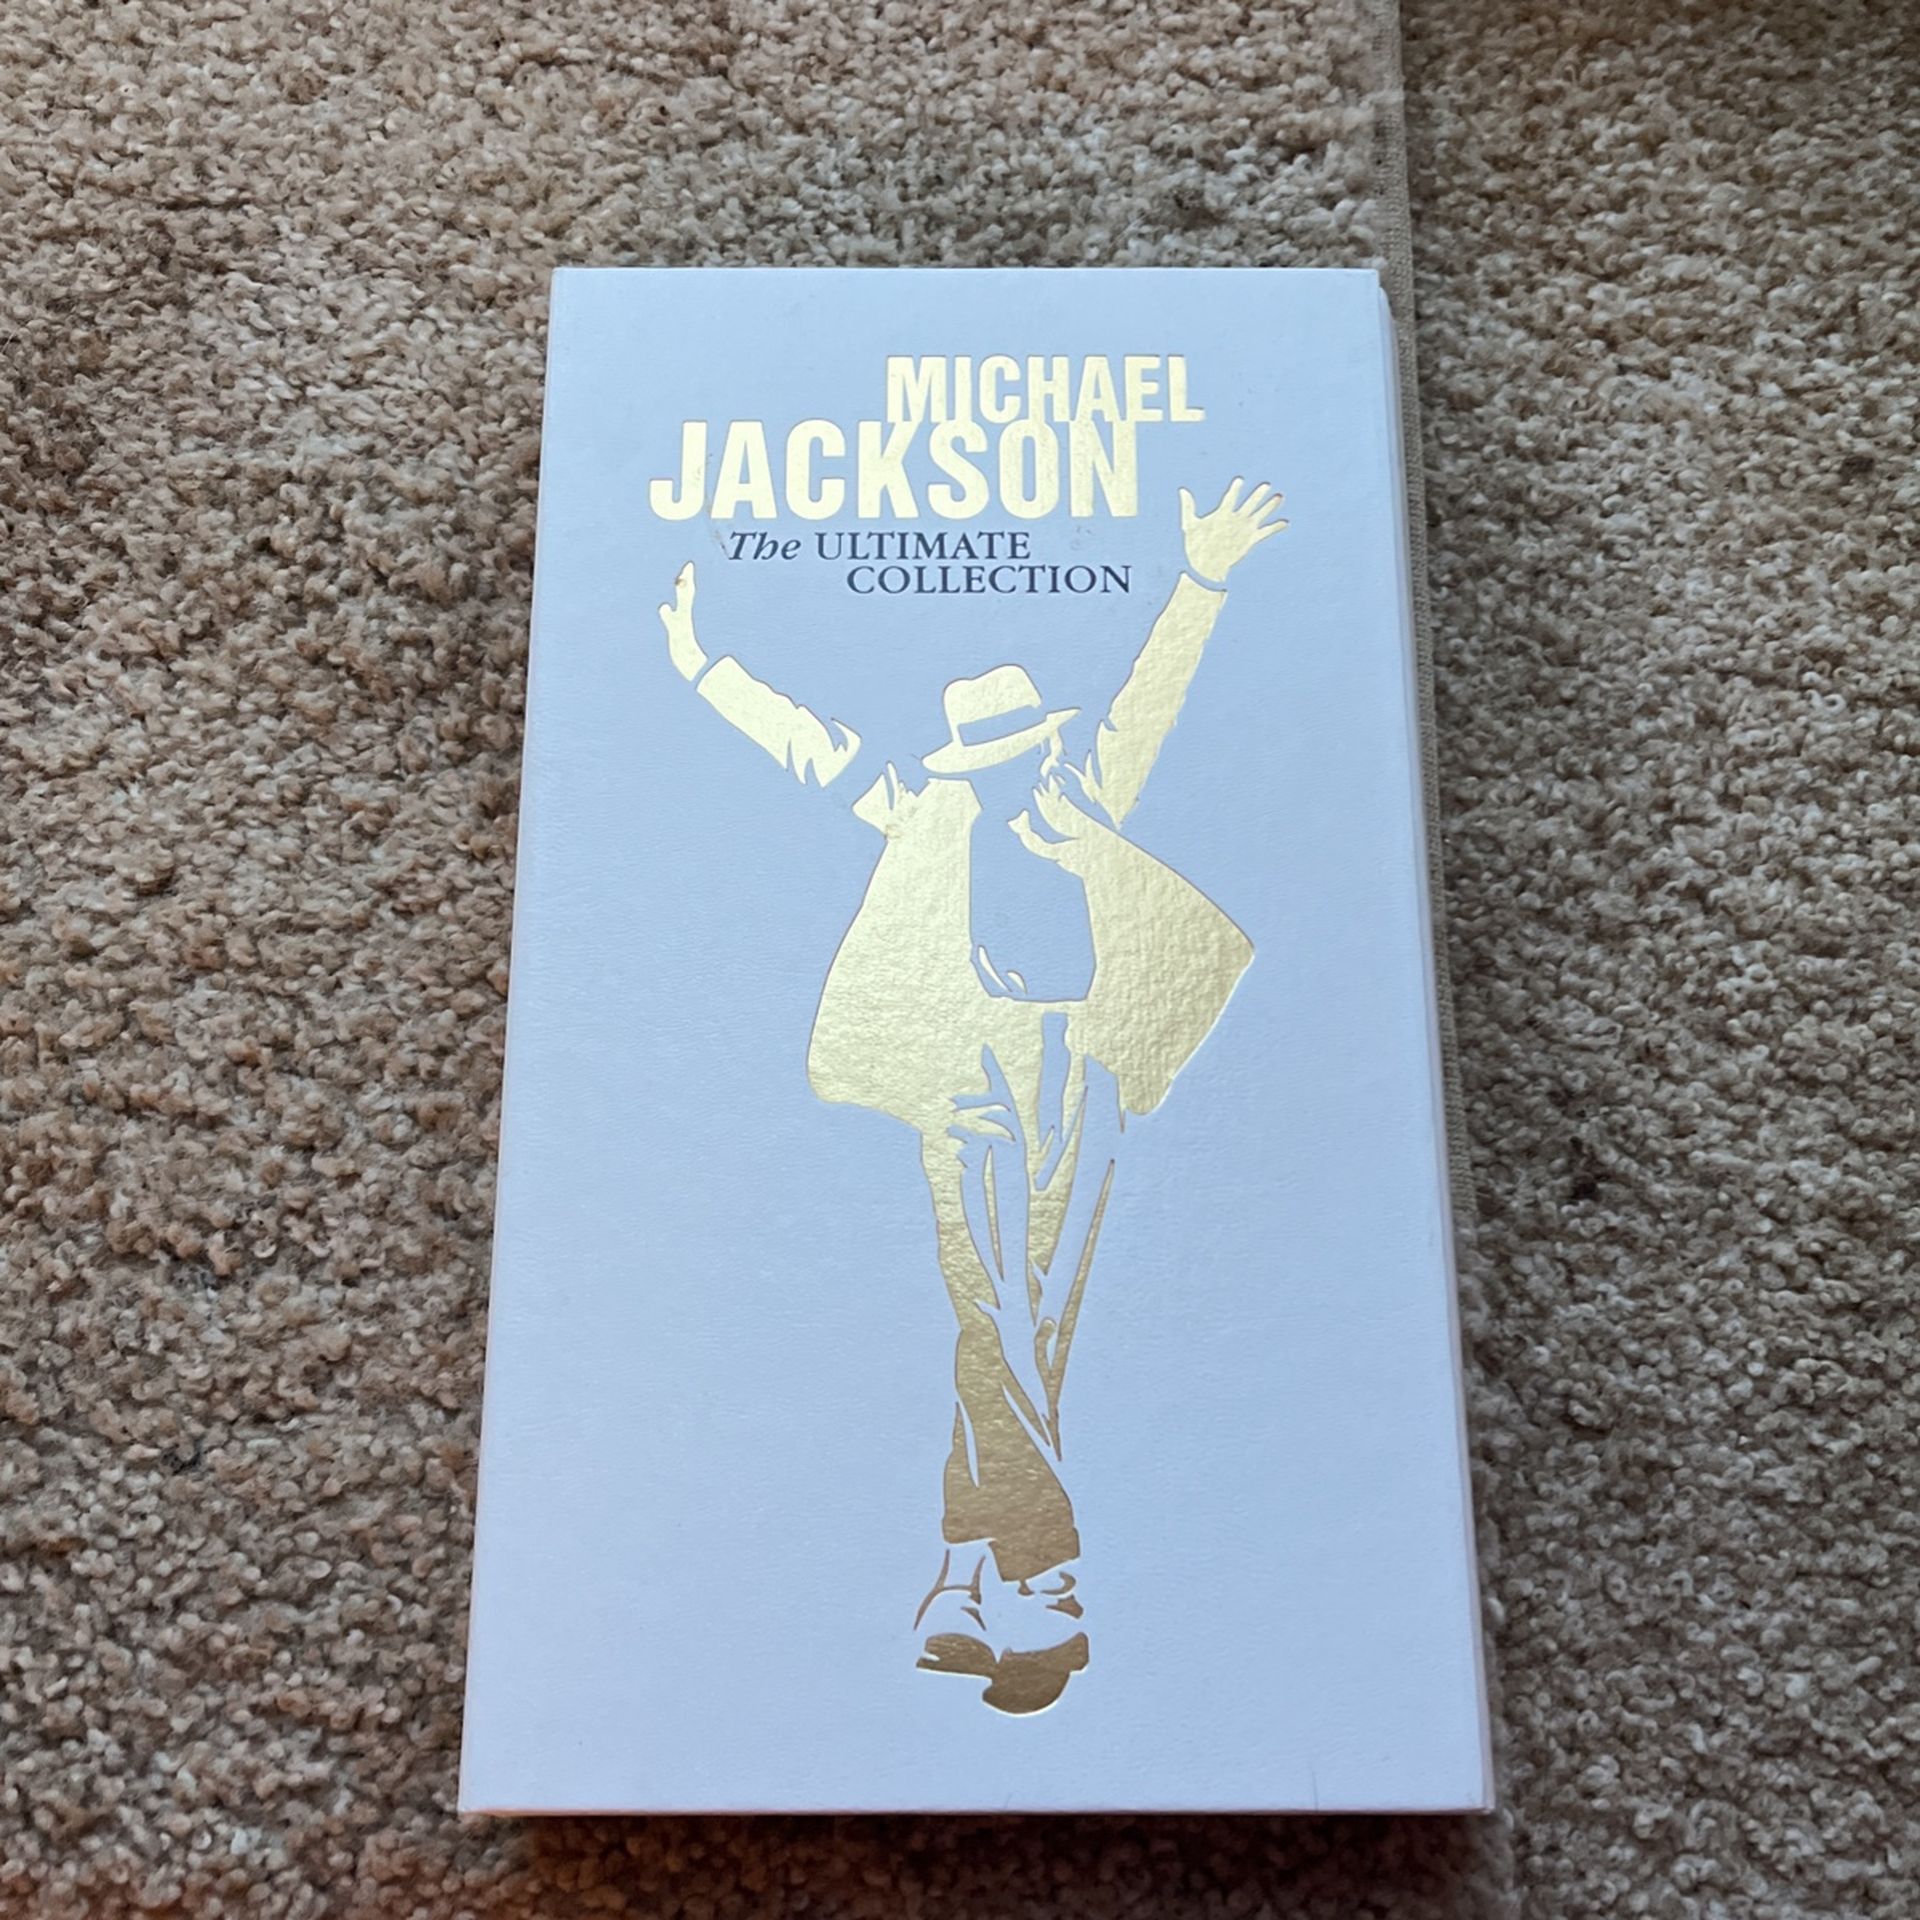 MICHAEL
JACKSON
The ULTIMATE
COLLECTION